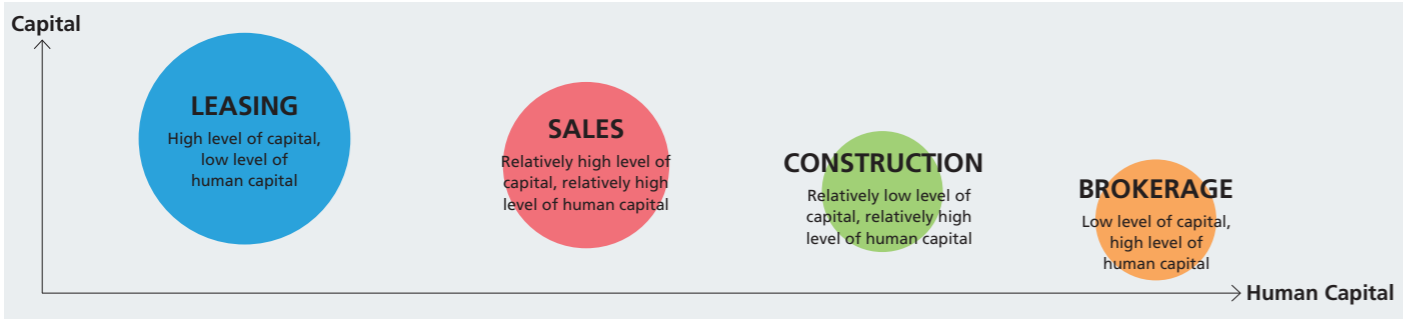 Capital
LEASING
High level of capital,
low level of
human capital
SALES
Relatively high level of
capital, relatively high
level of human capital
CONSTRUCTION
Relatively low level of
capital, relatively high
level of human capital
BROKERAGE
Low level of capital,
high level of
human capital
Human Capital